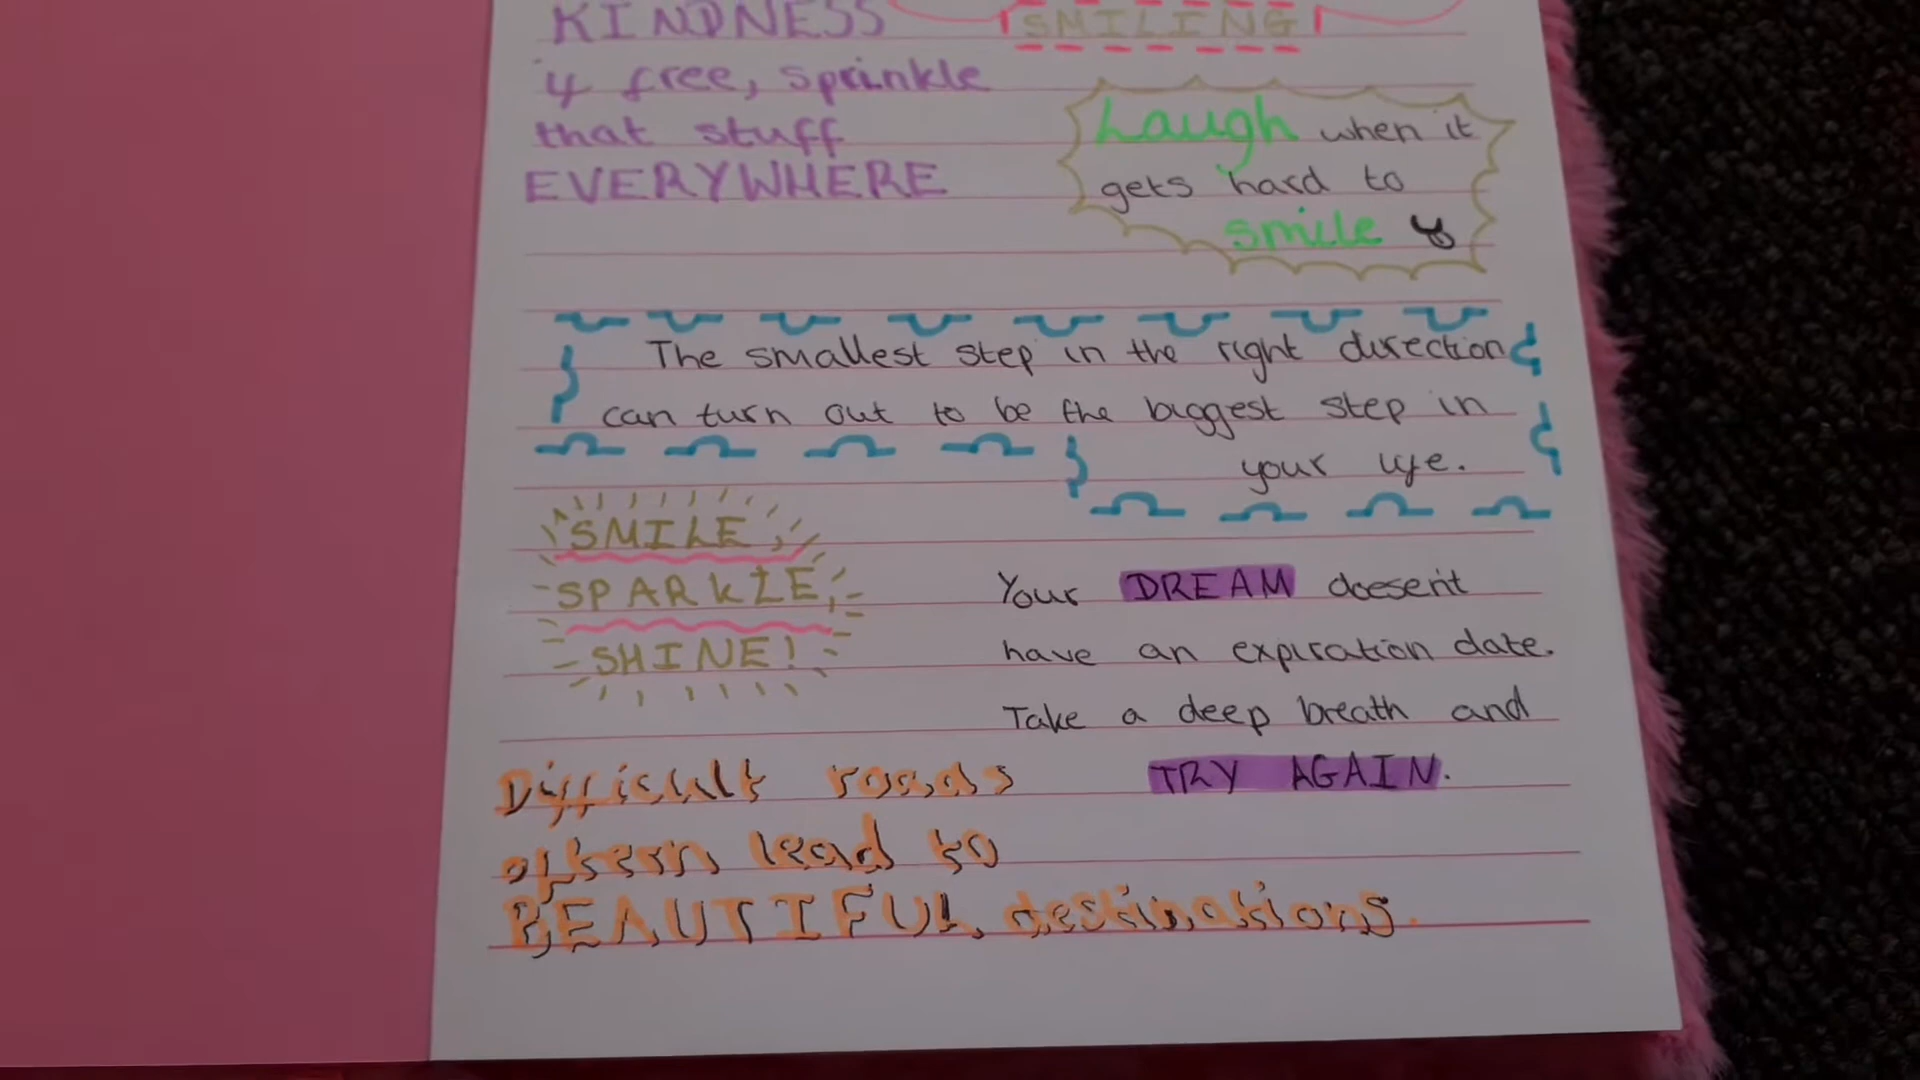 KINDNESS
is free, sprinkle
that stuff
EVERYWHERE
SMILING
Laugh when it
gets hard to
smile
The smallest step in the right direction
can turn out to be the biggest step in
your life.
SMILE,
SPARKLE,
SHINE!
Your DREAM doesen't
have an expiration date.
Take a deep breath and
TRY AGAIN.
Difficult roads
oftern lead to
BEAUTIFUL destinations.